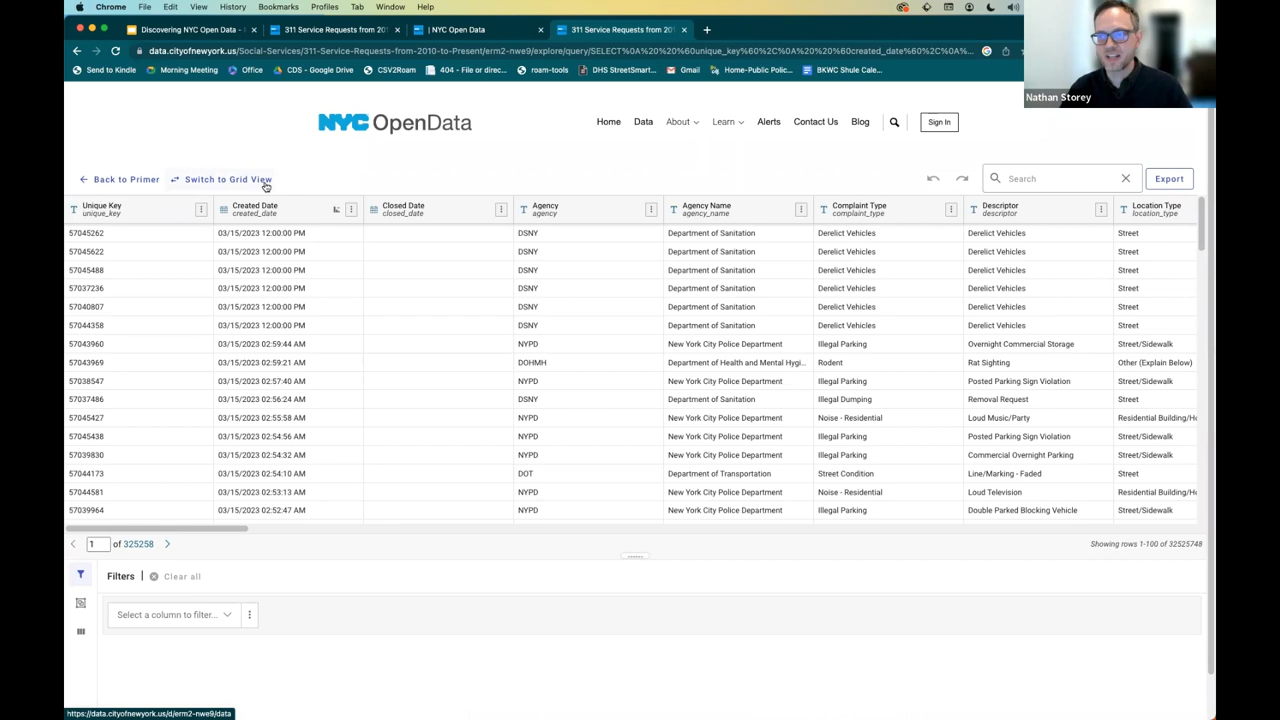 Chrome File Edit View History Bookmarks Profiles Tab Window Help
Discovering NYC Open Data - 311 Service Requests from 201 | NYC Open Data 311 Service Requests from 201
data.cityofnewyork.us/Social-Services/311-Service-Requests-from-2010-to-Present/erm2-nwe9/explore/query/SELECT%0A%20%20%60unique_key%60%2C%0A%20%20%60created_date%60%2C%0A%...
Send to Kindle Morning Meeting Office CDS - Google Drive CSV2Roam 404 - File or direc... roam-tools DHS StreetSmart... Gmail Home-Public Polic... BKWC Shule Cale...
Nathan Storey
NYC OpenData
Home Data About Learn Alerts Contact Us Blog Sign In
Back to Primer Switch to Grid View Search Export
Unique Key Created Date Closed Date Agency Agency Name Complaint Type Descriptor Location Type
unique_key created_date closed_date agency agency_name complaint_type descriptor location_type
57045262 03/15/2023 12:00:00 PM DSNY Department of Sanitation Derelict Vehicles Derelict Vehicles Street
57045622 03/15/2023 12:00:00 PM DSNY Department of Sanitation Derelict Vehicles Derelict Vehicles Street
57045488 03/15/2023 12:00:00 PM DSNY Department of Sanitation Derelict Vehicles Derelict Vehicles Street
57037236 03/15/2023 12:00:00 PM DSNY Department of Sanitation Derelict Vehicles Derelict Vehicles Street
57040807 03/15/2023 12:00:00 PM DSNY Department of Sanitation Derelict Vehicles Derelict Vehicles Street
57044358 03/15/2023 12:00:00 PM DSNY Department of Sanitation Derelict Vehicles Derelict Vehicles Street
57043960 03/15/2023 02:59:44 AM NYPD New York City Police Department Illegal Parking Overnight Commercial Storage Street/Sidewalk
57043969 03/15/2023 02:59:21 AM DOHMH Department of Health and Mental Hygi... Rodent Rat Sighting Other (Explain Below)
57038547 03/15/2023 02:57:40 AM NYPD New York City Police Department Illegal Parking Posted Parking Sign Violation Street/Sidewalk
57037486 03/15/2023 02:56:24 AM DSNY Department of Sanitation Illegal Dumping Removal Request Street
57045427 03/15/2023 02:55:58 AM NYPD New York City Police Department Noise - Residential Loud Music/Party Residential Building/Ho
57045438 03/15/2023 02:54:56 AM NYPD New York City Police Department Illegal Parking Posted Parking Sign Violation Street/Sidewalk
57039830 03/15/2023 02:54:32 AM NYPD New York City Police Department Illegal Parking Commercial Overnight Parking Street/Sidewalk
57044173 03/15/2023 02:54:10 AM DOT Department of Transportation Street Condition Line/Marking - Faded Street
57044581 03/15/2023 02:53:13 AM NYPD New York City Police Department Noise - Residential Loud Television Residential Building/Ho
57039964 03/15/2023 02:52:47 AM NYPD New York City Police Department Illegal Parking Double Parked Blocking Vehicle Street/Sidewalk
1 of 325258 Showing rows 1-100 of 32525748
Filters | Clear all
Select a column to filter...
https://data.cityofnewyork.us/d/erm2-nwe9/data